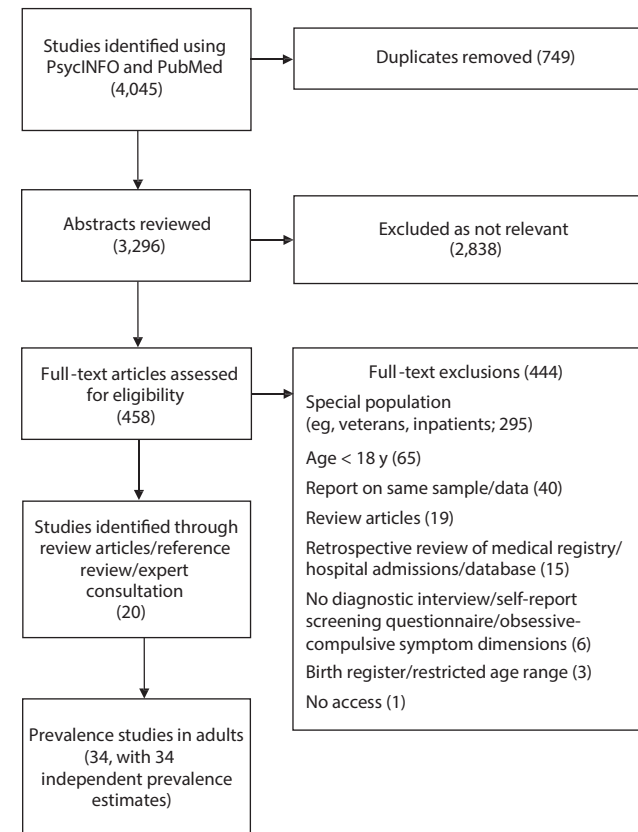 Studies identified using
PsycINFO and PubMed
(4,045)
Duplicates removed (749)
Abstracts reviewed
(3,296)
Excluded as not relevant
(2,838)
Full-text articles assessed
for eligibility
(458)
Full-text exclusions (444)
Special population
(eg, veterans, inpatients; 295)
Age < 18 y (65)
Report on same sample/data (40)
Review articles (19)
Retrospective review of medical registry/
hospital admissions/database (15)
No diagnostic interview/self-report
screening questionnaire/obsessive-
compulsive symptom dimensions (6)
Birth register/restricted age range (3)
No access (1)
Studies identified through
review articles/reference
review/expert
consultation
(20)
Prevalence studies in adults
(34, with 34
independent prevalence
estimates)